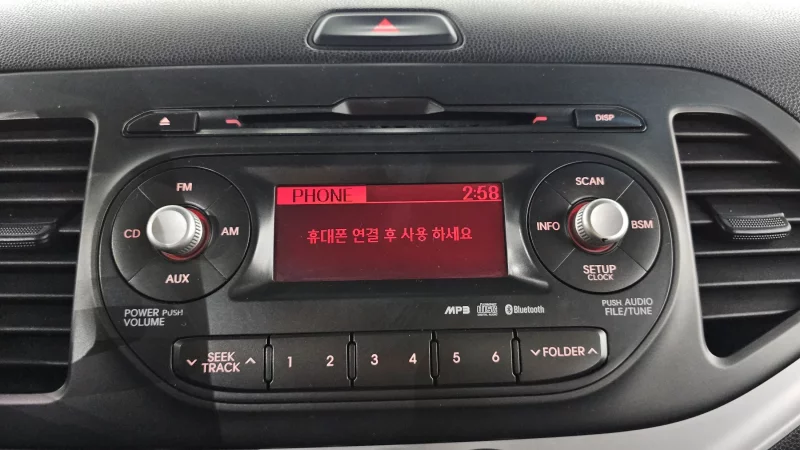 DISP
PHONE 2:58
휴대폰 연결 후 사용 하세요
FM
CD
AM
AUX
POWER PUSH
VOLUME
SCAN
INFO
BSM
SETUP
CLOCK
PUSH AUDIO
FILE/TUNE
MP3
Bluetooth
SEEK
TRACK
1 2 3 4 5 6
FOLDER